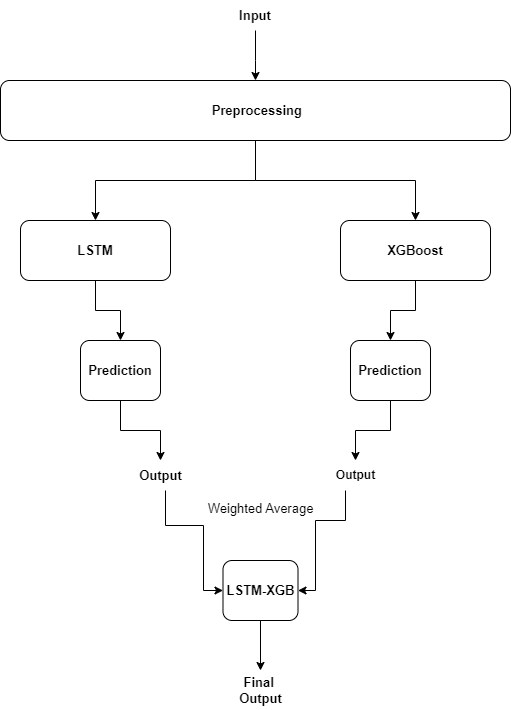 Input
Preprocessing
LSTM
XGBoost
Prediction
Prediction
Output
Output
Weighted Average
LSTM-XGB
Final
Output